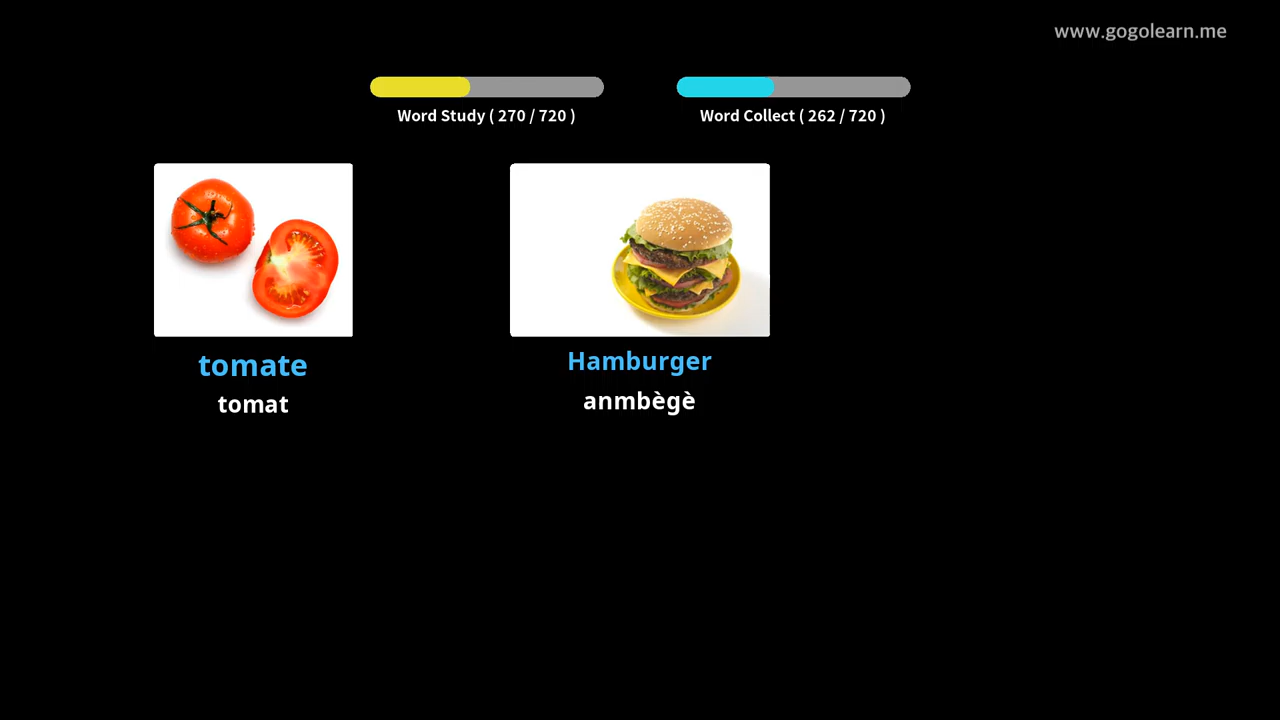 www.gogolearn.me
Word Study ( 270 / 720 )
Word Collect ( 262 / 720 )
tomate
tomat
Hamburger
anmbègè